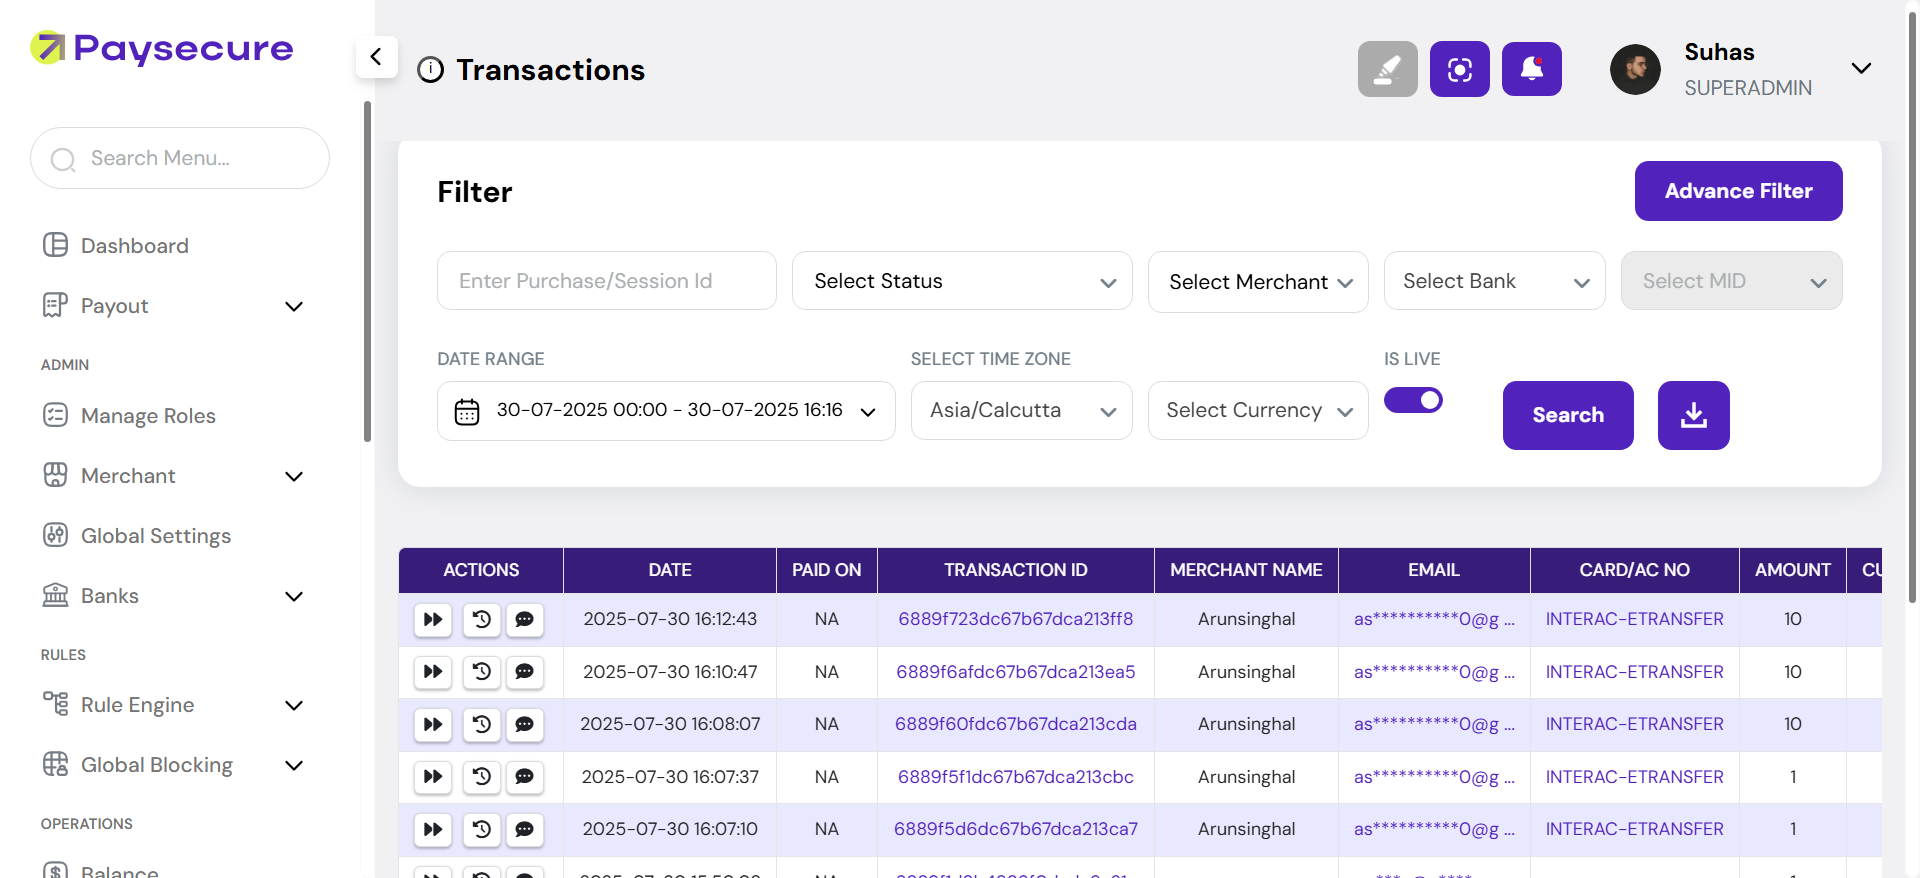 Paysecure
Transactions
Suhas
SUPERADMIN
Search Menu...
Dashboard
Payout
ADMIN
Manage Roles
Merchant
Global Settings
Banks
RULES
Rule Engine
Global Blocking
OPERATIONS
Balance
Filter
Advance Filter
Enter Purchase/Session Id
Select Status
Select Merchant
Select Bank
Select MID
DATE RANGE
SELECT TIME ZONE
IS LIVE
30-07-2025 00:00 - 30-07-2025 16:16
Asia/Calcutta
Select Currency
Search
ACTIONS DATE PAID ON TRANSACTION ID MERCHANT NAME EMAIL CARD/AC NO AMOUNT
2025-07-30 16:12:43 NA 6889f723dc67b67dca213ff8 Arunsinghal as**********0@g ... INTERAC-ETRANSFER 10
2025-07-30 16:10:47 NA 6889f6afdc67b67dca213ea5 Arunsinghal as**********0@g ... INTERAC-ETRANSFER 10
2025-07-30 16:08:07 NA 6889f60fdc67b67dca213cda Arunsinghal as**********0@g ... INTERAC-ETRANSFER 10
2025-07-30 16:07:37 NA 6889f5f1dc67b67dca213cbc Arunsinghal as**********0@g ... INTERAC-ETRANSFER 1
2025-07-30 16:07:10 NA 6889f5d6dc67b67dca213ca7 Arunsinghal as**********0@g ... INTERAC-ETRANSFER 1